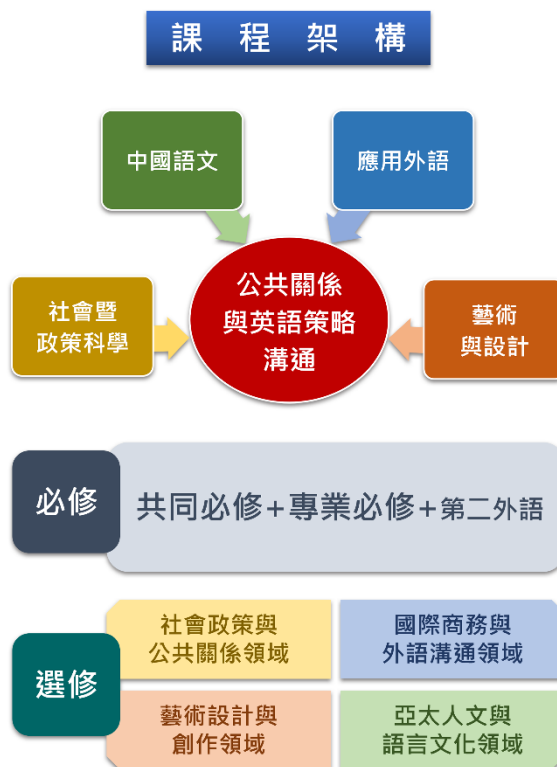 課程架構
中國語文
應用外語
社會暨
政策科學
公共關係
與英語策略
溝通
藝術
與設計
必修
共同必修+專業必修+第二外語
選修
社會政策與
公共關係領域
國際商務與
外語溝通領域
藝術設計與
創作領域
亞太人文與
語言文化領域